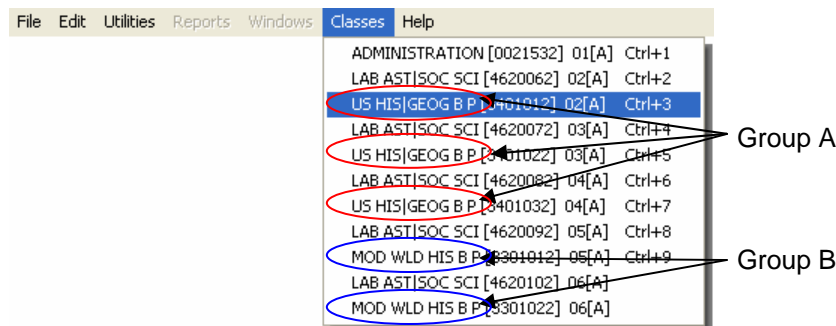 File Edit Utilities Reports Windows Classes Help
ADMINISTRATION [0021532] 01[A] Ctrl+1
LAB AST|SOC SCI [4620062] 02[A] Ctrl+2
US HIS|GEOG B P [3401012] 02[A] Ctrl+3
LAB AST|SOC SCI [4620072] 03[A] Ctrl+4
Group A
US HIS|GEOG B P [3401022] 03[A] Ctrl+5
LAB AST|SOC SCI [4620082] 04[A] Ctrl+6
US HIS|GEOG B P [3401032] 04[A] Ctrl+7
LAB AST|SOC SCI [4620092] 05[A] Ctrl+8
MOD WLD HIS B P [3301012] 05[A] Ctrl+9
Group B
LAB AST|SOC SCI [4620102] 06[A]
MOD WLD HIS B P [3301022] 06[A]